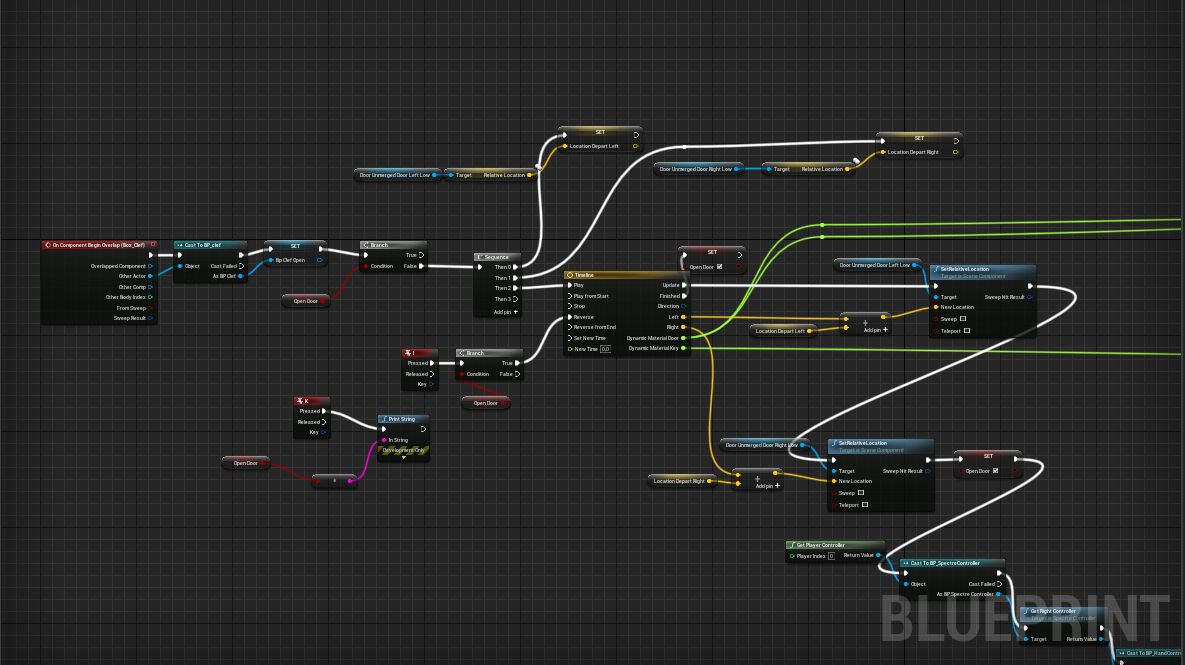 SET
Location Depart Left
Door Unmerged Door Left Low
Target Relative Location
SET
Location Depart Right
Door Unmerged Door Right Low
Target Relative Location
On Component Begin Overlap (Box_Clef)
Overlapped Component
Other Actor
Other Comp
Other Body Index
From Sweep
Sweep Result
Cast To BP_clef
Object Cast Failed
As BP Clef
SET
Bp Clef Open
Branch
True
Condition False
Open Door
Sequence
Then 0
Then 1
Then 2
Then 3
Add pin
SET
Open Door
Timeline
Play Update
Play from Start Finished
Stop Direction
Reverse Left
Reverse from End Right
Set New Time Dynamic Material Door
New Time 0.0 Dynamic Material Key
Door Unmerged Door Left Low
Location Depart Left
Add pin
SetRelativeLocation
Target is Scene Component
Target Sweep Hit Result
New Location
Sweep
Teleport
I
Pressed
Released
Key
Branch
True
Condition False
Open Door
K
Pressed
Released
Key
Print String
In String
Development Only
Open Door
Door Unmerged Door Right Low
Location Depart Right
Add pin
SetRelativeLocation
Target is Scene Component
Target Sweep Hit Result
New Location
Sweep
Teleport
SET
Open Door
Get Player Controller
Player Index 0 Return Value
Cast To BP_SpectreController
Object Cast Failed
As BP Spectre Controller
Get Right Controller
Target is Spectre Controller
Target Return Value
Cast To BP_HandContr
BLUEPRINT